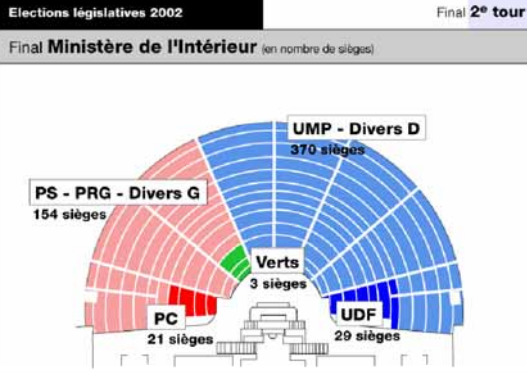 Elections législatives 2002
Final 2e tour
Final Ministère de l'Intérieur (en nombre de sièges)
UMP - Divers D
370 sièges
PS - PRG - Divers G
154 sièges
Verts
3 sièges
PC
21 sièges
UDF
29 sièges